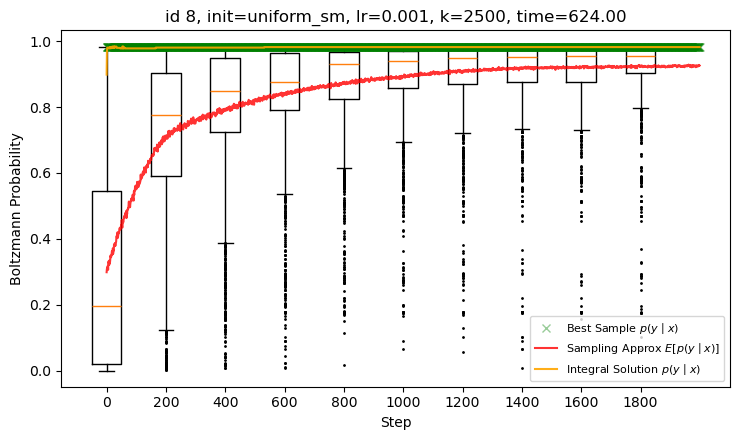 id 8, init=uniform_sm, lr=0.001, k=2500, time=624.00
Boltzmann Probability
1.0
0.8
0.6
0.4
0.2
0.0
Best Sample p(y | x)
Sampling Approx E[p(y | x)]
Integral Solution p(y | x)
0 200 400 600 800 1000 1200 1400 1600 1800
Step